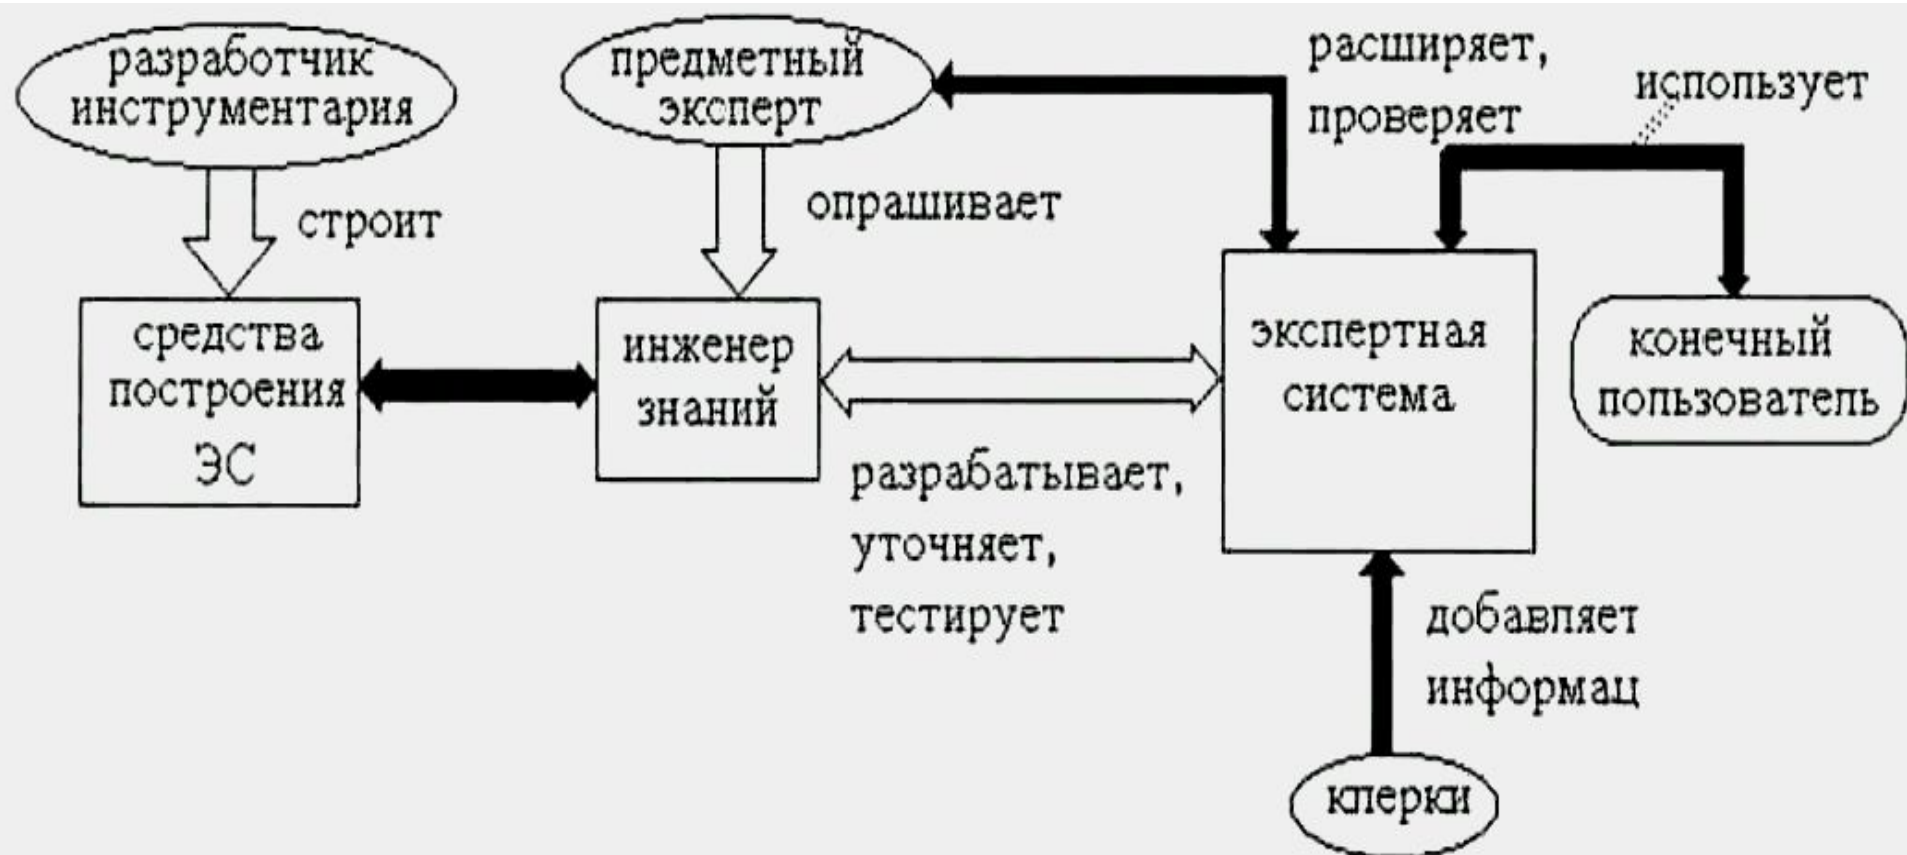 разработчик
инструментария
строит
средства
построения
ЭС
предметный
эксперт
опрашивает
инженер
знаний
разрабатывает,
уточняет,
тестирует
расширяет,
проверяет
использует
экспертная
система
конечный
пользователь
добавляет
информац
клерки